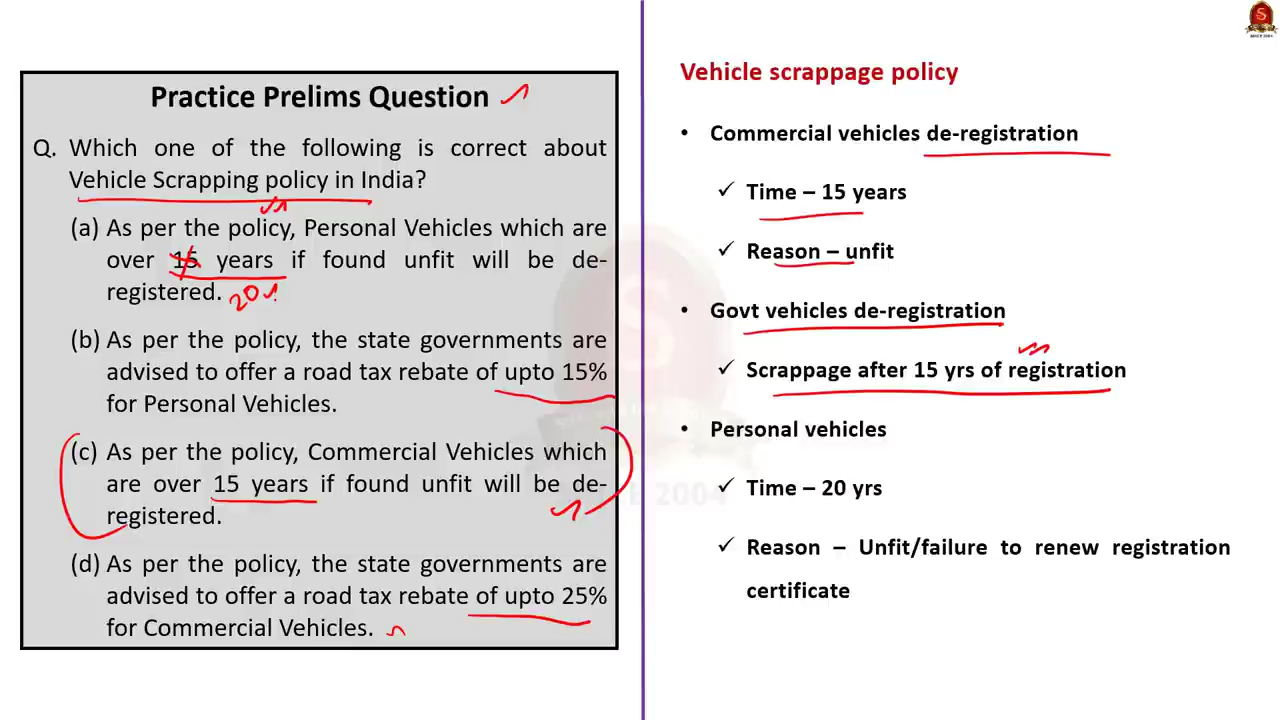 Practice Prelims Question
Q. Which one of the following is correct about
Vehicle Scrapping policy in India?
(a) As per the policy, Personal Vehicles which are
over 15 years if found unfit will be de-
registered. 20
(b) As per the policy, the state governments are
advised to offer a road tax rebate of upto 15%
for Personal Vehicles.
(c) As per the policy, Commercial Vehicles which
are over 15 years if found unfit will be de-
registered.
(d) As per the policy, the state governments are
advised to offer a road tax rebate of upto 25%
for Commercial Vehicles.
Vehicle scrappage policy
• Commercial vehicles de-registration
✓ Time – 15 years
✓ Reason – unfit
• Govt vehicles de-registration
✓ Scrappage after 15 yrs of registration
• Personal vehicles
✓ Time – 20 yrs
✓ Reason – Unfit/failure to renew registration
certificate
S
SINCE 2004